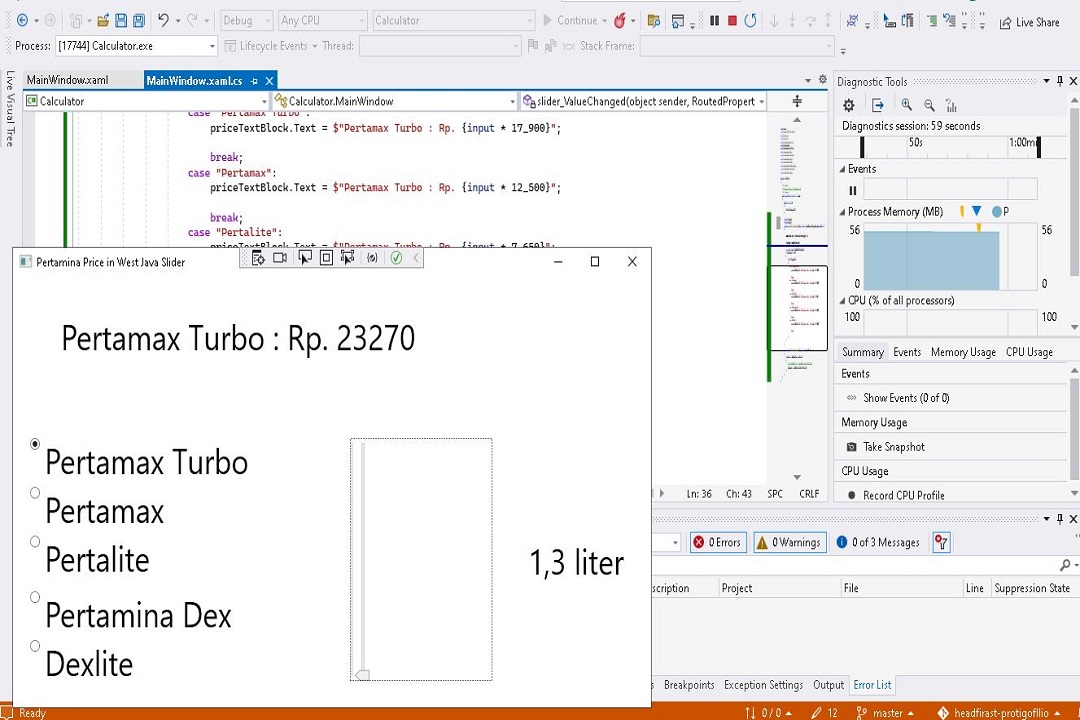 Debug
Any CPU
Calculator
Continue
Live Share
Process: [17744] Calculator.exe
Lifecycle Events
Thread:
Stack Frame:
Live Visual Tree
MainWindow.xaml
MainWindow.xaml.cs
Calculator
Calculator.MainWindow
slider_ValueChanged(object sender, RoutedPropert
case "Pertamax Turbo":
priceTextBlock.Text = $"Pertamax Turbo : Rp. {input * 17_900}";
break;
case "Pertamax":
priceTextBlock.Text = $"Pertamax Turbo : Rp. {input * 12_500}";
break;
case "Pertalite":
priceTextBlock.Text = $"Pertamax Turbo : Rp. {input * 7_650}";
Pertamina Price in West Java Slider
Pertamax Turbo : Rp. 23270
Pertamax Turbo
Pertamax
Pertalite
Pertamina Dex
Dexlite
1,3 liter
Ln: 36 Ch: 43 SPC CRLF
Diagnostic Tools
Diagnostics session: 59 seconds
50s
Events
Process Memory (MB)
P
56
56
0
0
CPU (% of all processors)
100
100
Summary Events Memory Usage CPU Usage
Events
Show Events (0 of 0)
Memory Usage
Take Snapshot
CPU Usage
Record CPU Profile
0 Errors
0 Warnings
0 of 3 Messages
scription Project File Line Suppression State
s Breakpoints Exception Settings Output Error List
Ready
0 / 0
12
master
headfirast-protigofllio